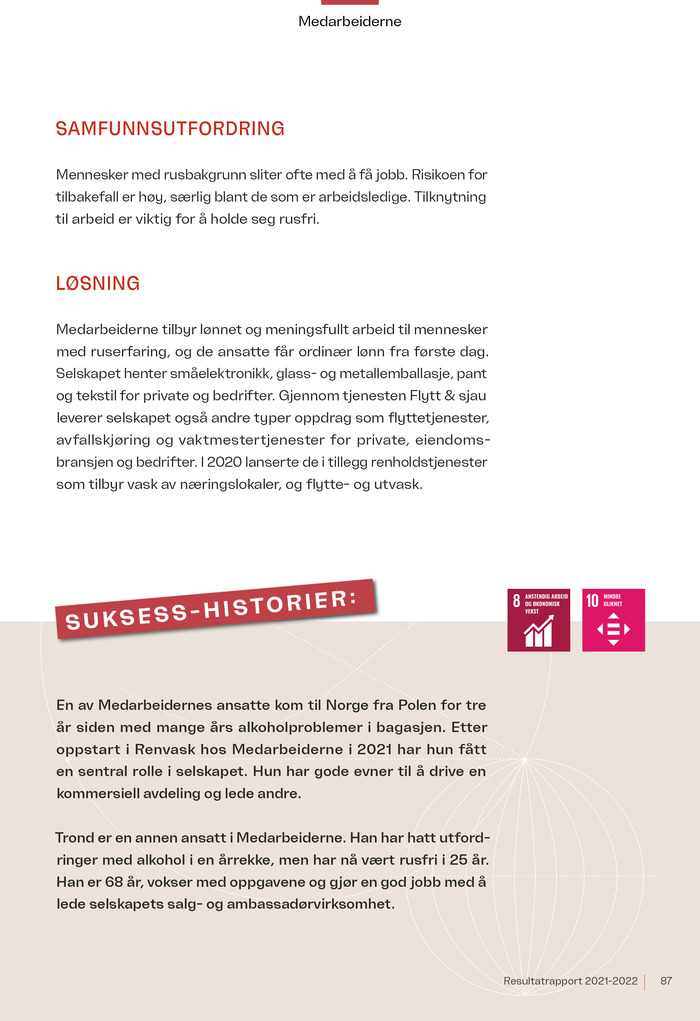 Medarbeiderne
SAMFUNNSUTFORDRING
Mennesker med rusbakgrunn sliter ofte med å få jobb. Risikoen for
tilbakefall er høy, særlig blant de som er arbeidsledige. Tilknytning
til arbeid er viktig for å holde seg rusfri.
LØSNING
Medarbeiderne tilbyr lønnet og meningsfullt arbeid til mennesker
med ruserfaring, og de ansatte får ordinær lønn fra første dag.
Selskapet henter småelektronikk, glass- og metallemballasje, pant
og tekstil for private og bedrifter. Gjennom tjenesten Flytt & sjau
leverer selskapet også andre typer oppdrag som flyttetjenester,
avfallskjøring og vaktmestertjenester for private, eiendoms-
bransjen og bedrifter. I 2020 lanserte de i tillegg renholdstjenester
som tilbyr vask av næringslokaler, og flytte- og utvask.
SUKSESS-HISTORIER:
8 ANSTENDIG ARBEID
OG ØKONOMISK
VEKST
10 MINDRE
ULIKHET
En av Medarbeidernes ansatte kom til Norge fra Polen for tre
år siden med mange års alkoholproblemer i bagasjen. Etter
oppstart i Renvask hos Medarbeiderne i 2021 har hun fått
en sentral rolle i selskapet. Hun har gode evner til å drive en
kommersiell avdeling og lede andre.
Trond er en annen ansatt i Medarbeiderne. Han har hatt utford-
ringer med alkohol i en årrekke, men har nå vært rusfri i 25 år.
Han er 68 år, vokser med oppgavene og gjør en god jobb med å
lede selskapets salg- og ambassadørvirksomhet.
Resultatrapport 2021-2022 87